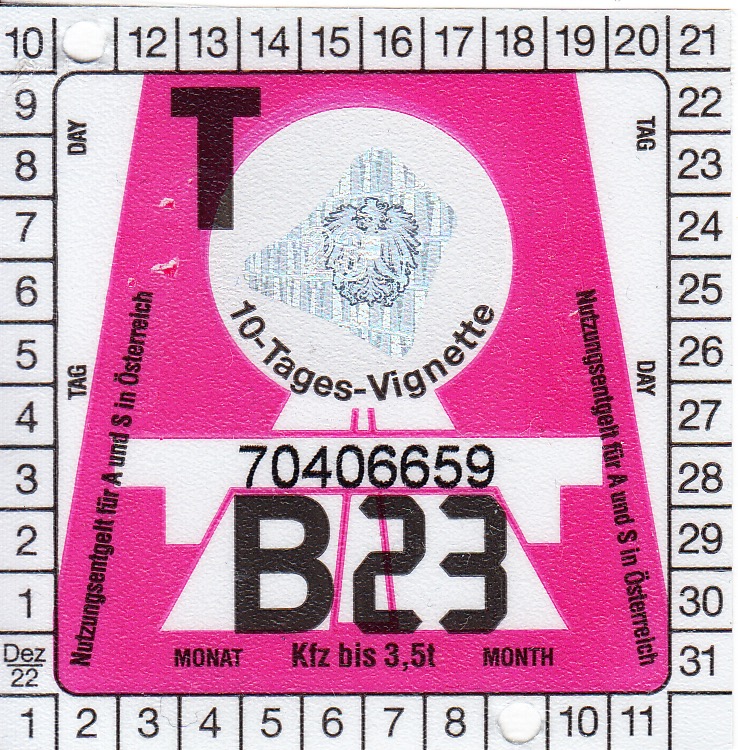 10 12 13 14 15 16 17 18 19 20 21
9 DAY T TAG 22
8 23
7 24
6 25
10-Tages-Vignette
5 26
TAG DAY
4 27
Nutzungsentgelt für A und S in Österreich
Nutzungsentgelt für A und S in Österreich
70406659
3 28
2 29
B23
1 30
Dez
22
MONAT Kfz bis 3,5t MONTH
31
1 2 3 4 5 6 7 8 10 11